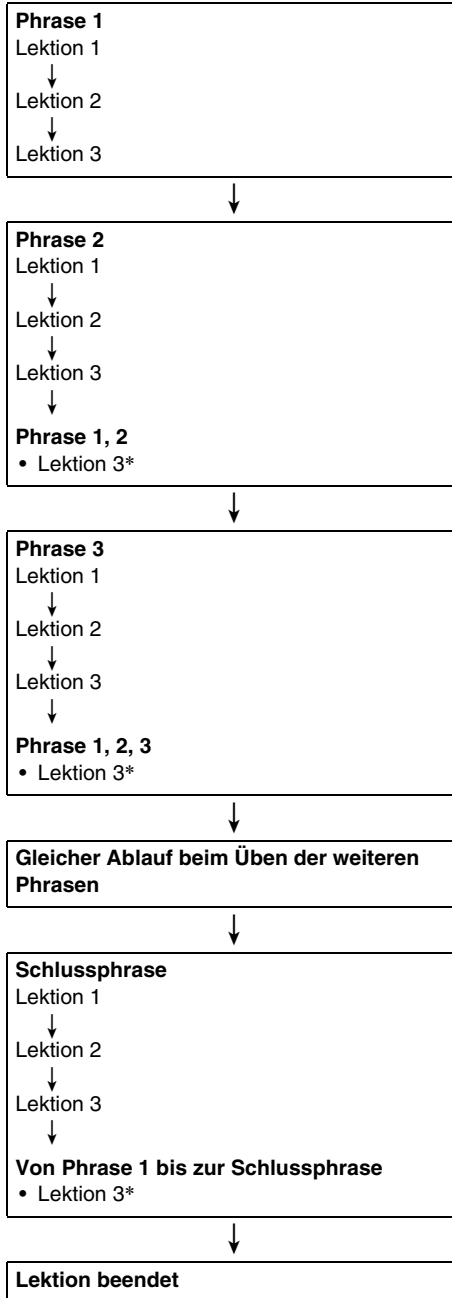 Phrase 1
Lektion 1
Lektion 2
Lektion 3
Phrase 2
Lektion 1
Lektion 2
Lektion 3
Phrase 1, 2
• Lektion 3*
Phrase 3
Lektion 1
Lektion 2
Lektion 3
Phrase 1, 2, 3
• Lektion 3*
Gleicher Ablauf beim Üben der weiteren
Phrasen
Schlussphrase
Lektion 1
Lektion 2
Lektion 3
Von Phrase 1 bis zur Schlussphrase
• Lektion 3*
Lektion beendet